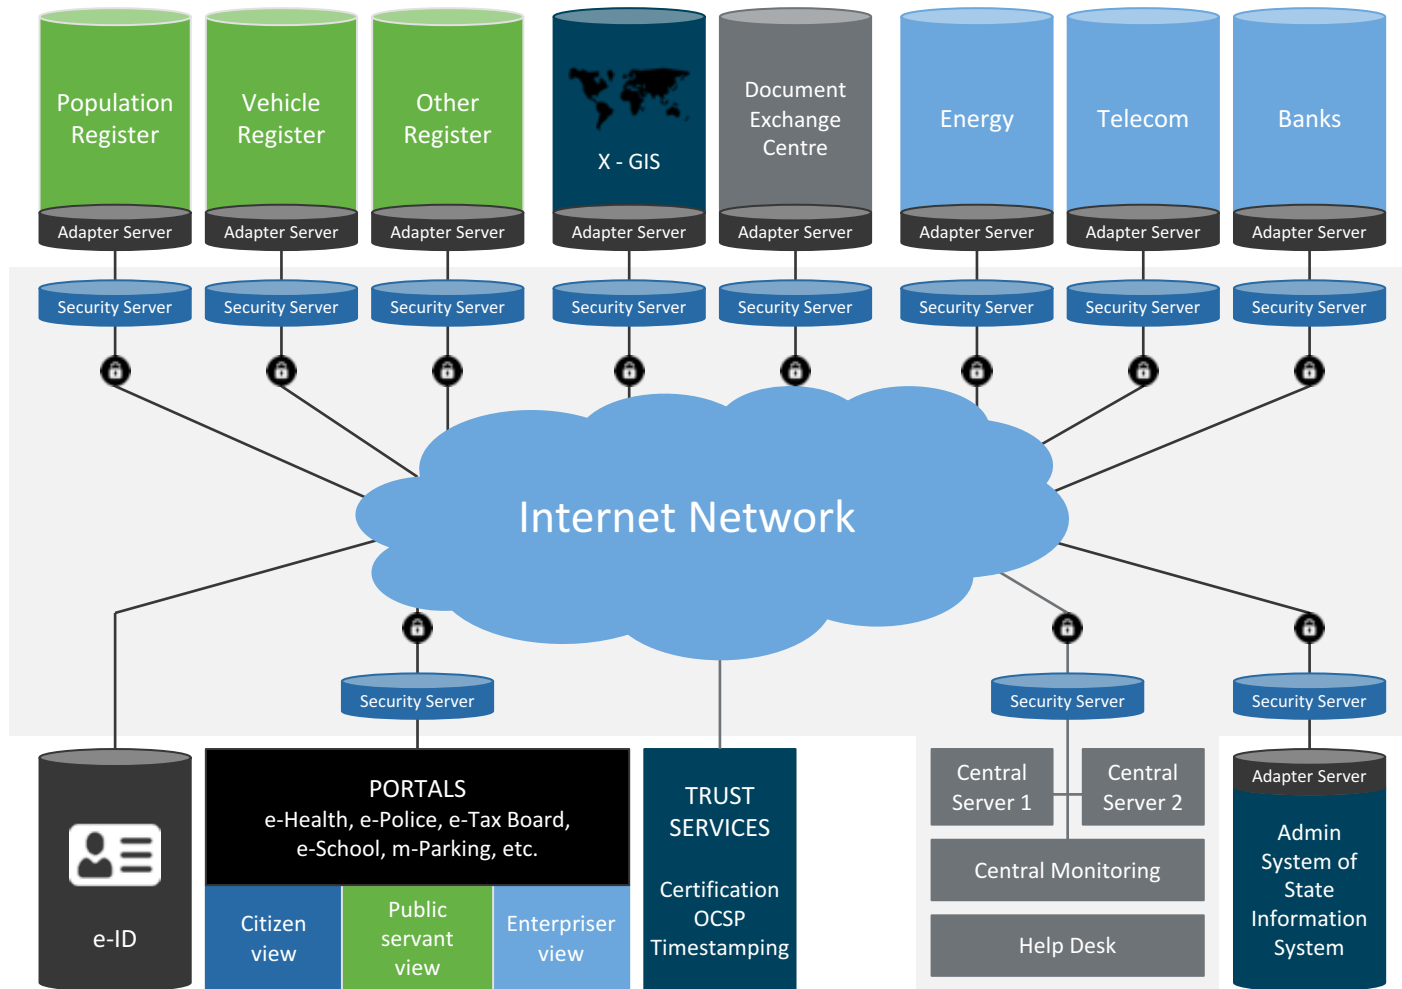 Population
Register
Vehicle
Register
Other
Register
X - GIS
Document
Exchange
Centre
Energy
Telecom
Banks
Adapter Server
Adapter Server
Adapter Server
Adapter Server
Adapter Server
Adapter Server
Adapter Server
Adapter Server
Security Server
Security Server
Security Server
Security Server
Security Server
Security Server
Security Server
Security Server
Internet Network
Security Server
Security Server
Security Server
e-ID
PORTALS
e-Health, e-Police, e-Tax Board,
e-School, m-Parking, etc.
Citizen
view
Public
servant
view
Enterpriser
view
TRUST
SERVICES
Certification
OCSP
Timestamping
Central
Server 1
Central
Server 2
Central Monitoring
Help Desk
Adapter Server
Admin
System of
State
Information
System